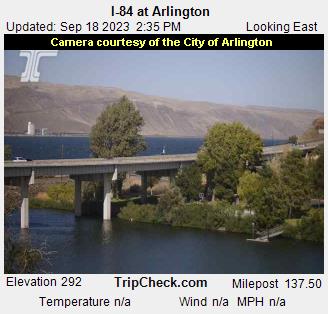 I-84 at Arlington
Updated: Sep 18 2023 2:35 PM Looking East
Camera courtesy of the City of Arlington
Elevation 292 TripCheck.com Milepost 137.50
Temperature n/a Wind n/a MPH n/a